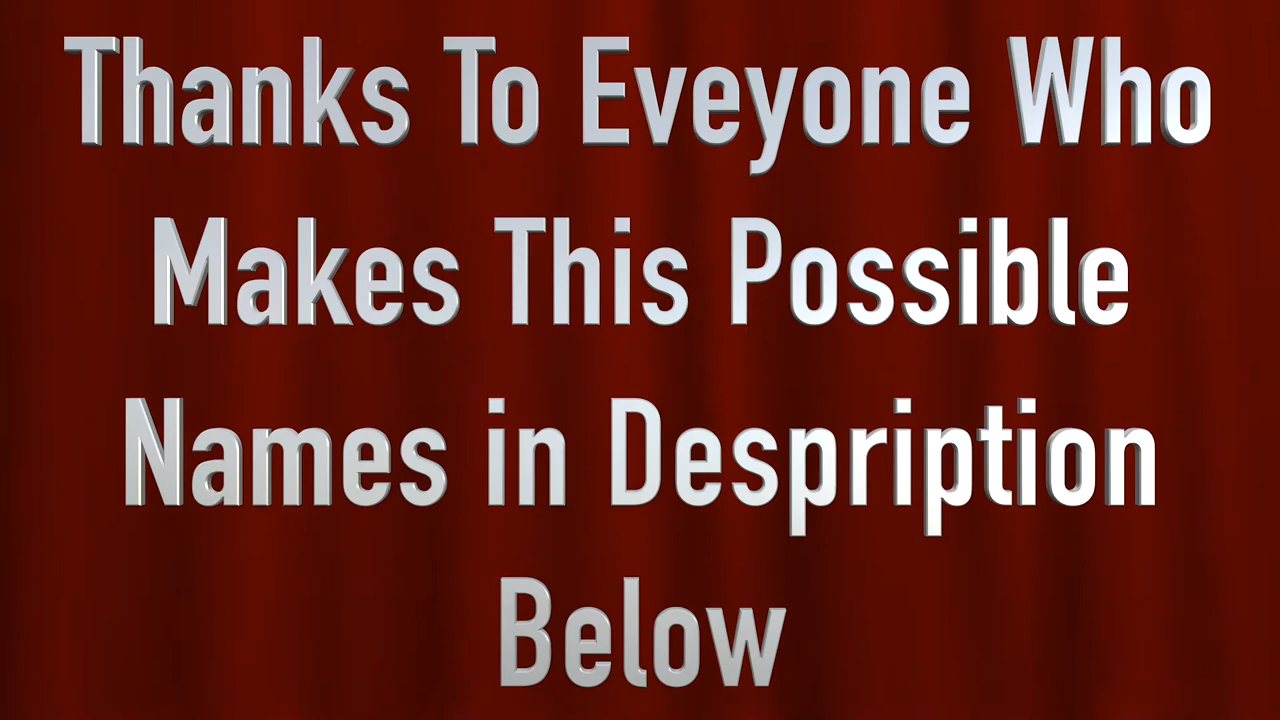 Thanks To Eveyone Who
Makes This Possible
Names in Despription
Below